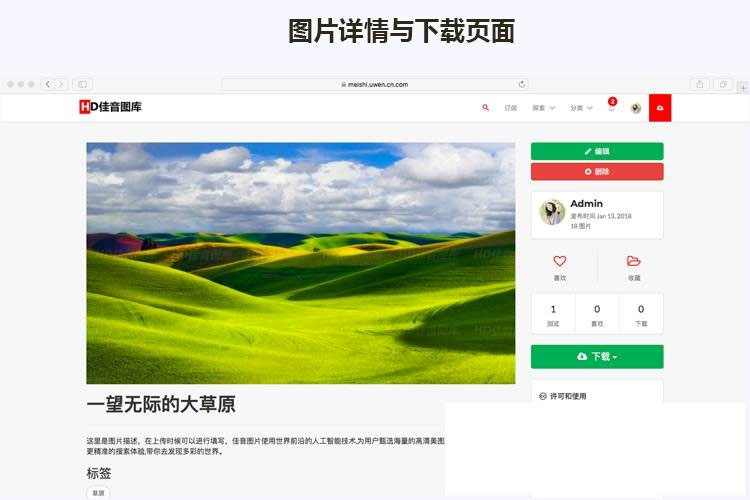 图片详情与下载页面
meishi.uwen.cn.com
HD佳音图库
订阅
探索
分类
2
编辑
删除
Admin
发布时间 Jan 13, 2018
18 图片
喜欢
收藏
1
0
0
浏览
喜欢
下载
下载
许可和使用
一望无际的大草原
这里是图片描述，在上传时候可以进行填写，佳音图片使用世界前沿的人工智能技术,为用户甄选海量的高清美图
更精准的搜索体验,带你去发现多彩的世界。
标签
草原